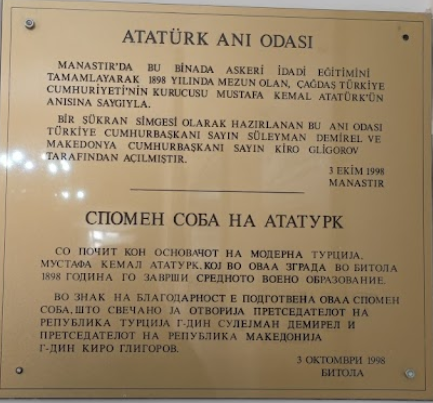 ATATÜRK ANI ODASI
MANASTIR'DA BU BİNADA ASKERİ İDADİ EĞİTİMİNİ
TAMAMLAYARAK 1898 YILINDA MEZUN OLAN, ÇAĞDAŞ TÜRKİYE
CUMHURİYETİ'NİN KURUCUSU MUSTAFA KEMAL ATATÜRK'ÜN
ANISINA SAYGIYLA.
BİR ŞÜKRAN SİMGESİ OLARAK HAZIRLANAN BU ANI ODASI
TÜRKİYE CUMHURBAŞKANI SAYIN SÜLEYMAN DEMİREL VE
MAKEDONYA CUMHURBAŞKANI SAYIN KİRO GLİGOROV
TARAFINDAN AÇILMIŞTIR.
3 EKİM 1998
MANASTIR
СПОМЕН СОБА НА АТАТУРК
СО ПОЧИТ КОН ОСНОВАЧОТ НА МОДЕРНА ТУРЦИЈА,
МУСТАФА КЕМАЛ АТАТУРК, КОЈ ВО ОВАА ЗГРАДА ВО БИТОЛА
1898 ГОДИНА ГО ЗАВРШИ СРЕДНОТО ВОЕНО ОБРАЗОВАНИЕ.
ВО ЗНАК НА БЛАГОДАРНОСТ Е ПОДГОТВЕНА ОВАА СПОМЕН
СОБА, ШТО СВЕЧАНО ЈА ОТВОРИЈА ПРЕТСЕДАТЕЛОТ НА
РЕПУБЛИКА ТУРЦИЈА Г-ДИН СУЛЕЈМАН ДЕМИРЕЛ И
ПРЕТСЕДАТЕЛОТ НА РЕПУБЛИКА МАКЕДОНИЈА
Г-ДИН КИРО ГЛИГОРОВ.
3 ОКТОМВРИ 1998
БИТОЛА